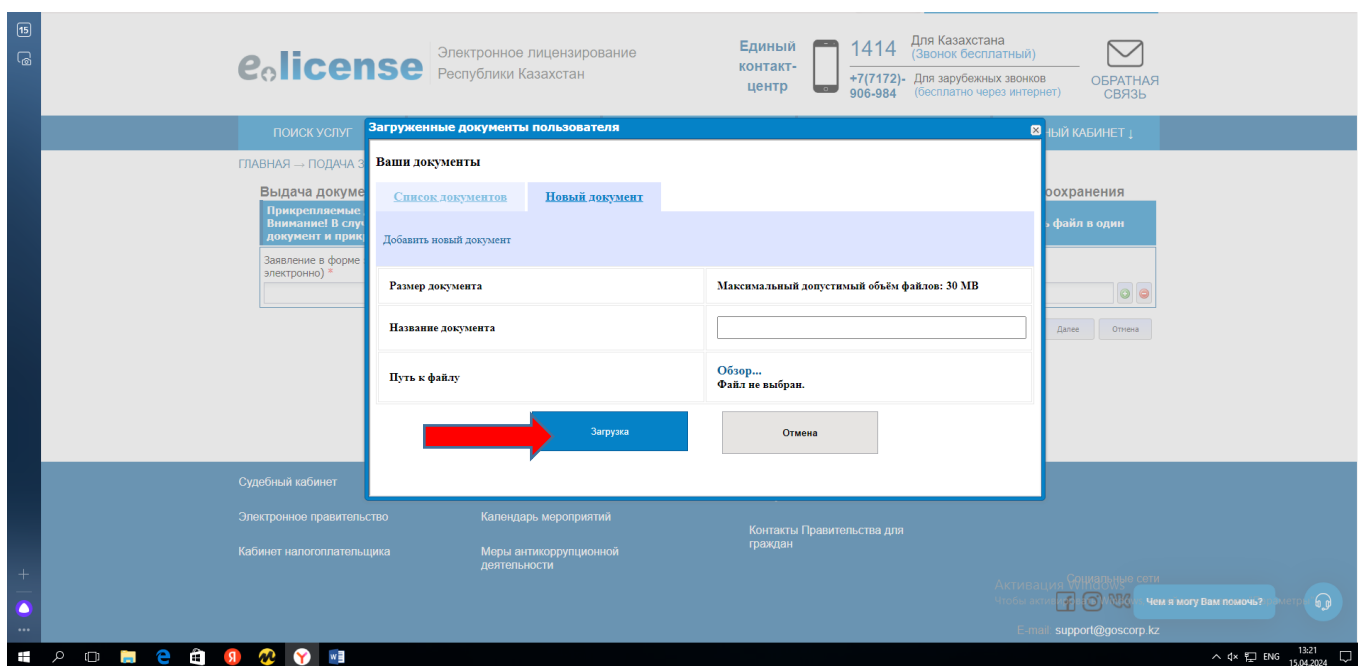 15
e.license
Электронное лицензирование
Республики Казахстан
Единый
контакт-
центр
1414
Для Казахстана
(Звонок бесплатный)
+7(7172)-
906-984
Для зарубежных звонков
(бесплатно через интернет)
ОБРАТНАЯ
СВЯЗЬ
ПОИСК УСЛУГ
НЫЙ КАБИНЕТ ↓
ГЛАВНАЯ → ПОДАЧА З
Выдача докуме
оохранения
Прикрепляемые
Внимание! В случ
ь файл в один
документ и прик
Заявление в форме
электронно) *
Далее
Отмена
Загруженные документы пользователя
Ваши документы
Список документов
Новый документ
Добавить новый документ
Размер документа
Максимальный допустимый объём файлов: 30 MB
Название документа
Путь к файлу
Обзор...
Файл не выбран.
Загрузка
Отмена
Судебный кабинет
Электронное правительство
Календарь мероприятий
Контакты Правительства для
граждан
Кабинет налогоплательщика
Меры антикоррупционной
деятельности
Социальные сети
Активация Windows
Чем я могу Вам помочь?
E-mail: support@goscorp.kz
ENG
13:21
15.04.2024